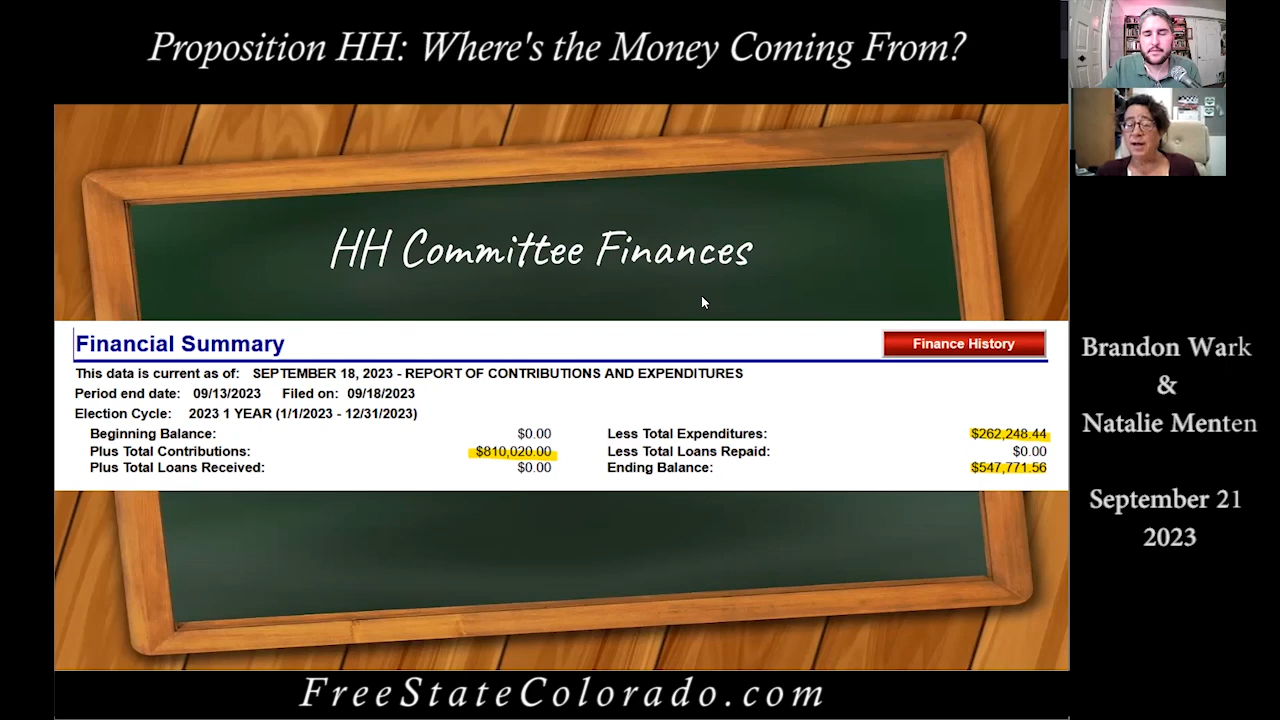 Proposition HH: Where's the Money Coming From?
HH Committee Finances
Financial Summary
Finance History
This data is current as of: SEPTEMBER 18, 2023 - REPORT OF CONTRIBUTIONS AND EXPENDITURES
Period end date: 09/13/2023 Filed on: 09/18/2023
Election Cycle: 2023 1 YEAR (1/1/2023 - 12/31/2023)
Beginning Balance: $0.00 Less Total Expenditures: $262,248.44
Plus Total Contributions: $810,020.00 Less Total Loans Repaid: $0.00
Plus Total Loans Received: $0.00 Ending Balance: $547,771.56
Brandon Wark
&
Natalie Menten
September 21
2023
FreeStateColorado.com